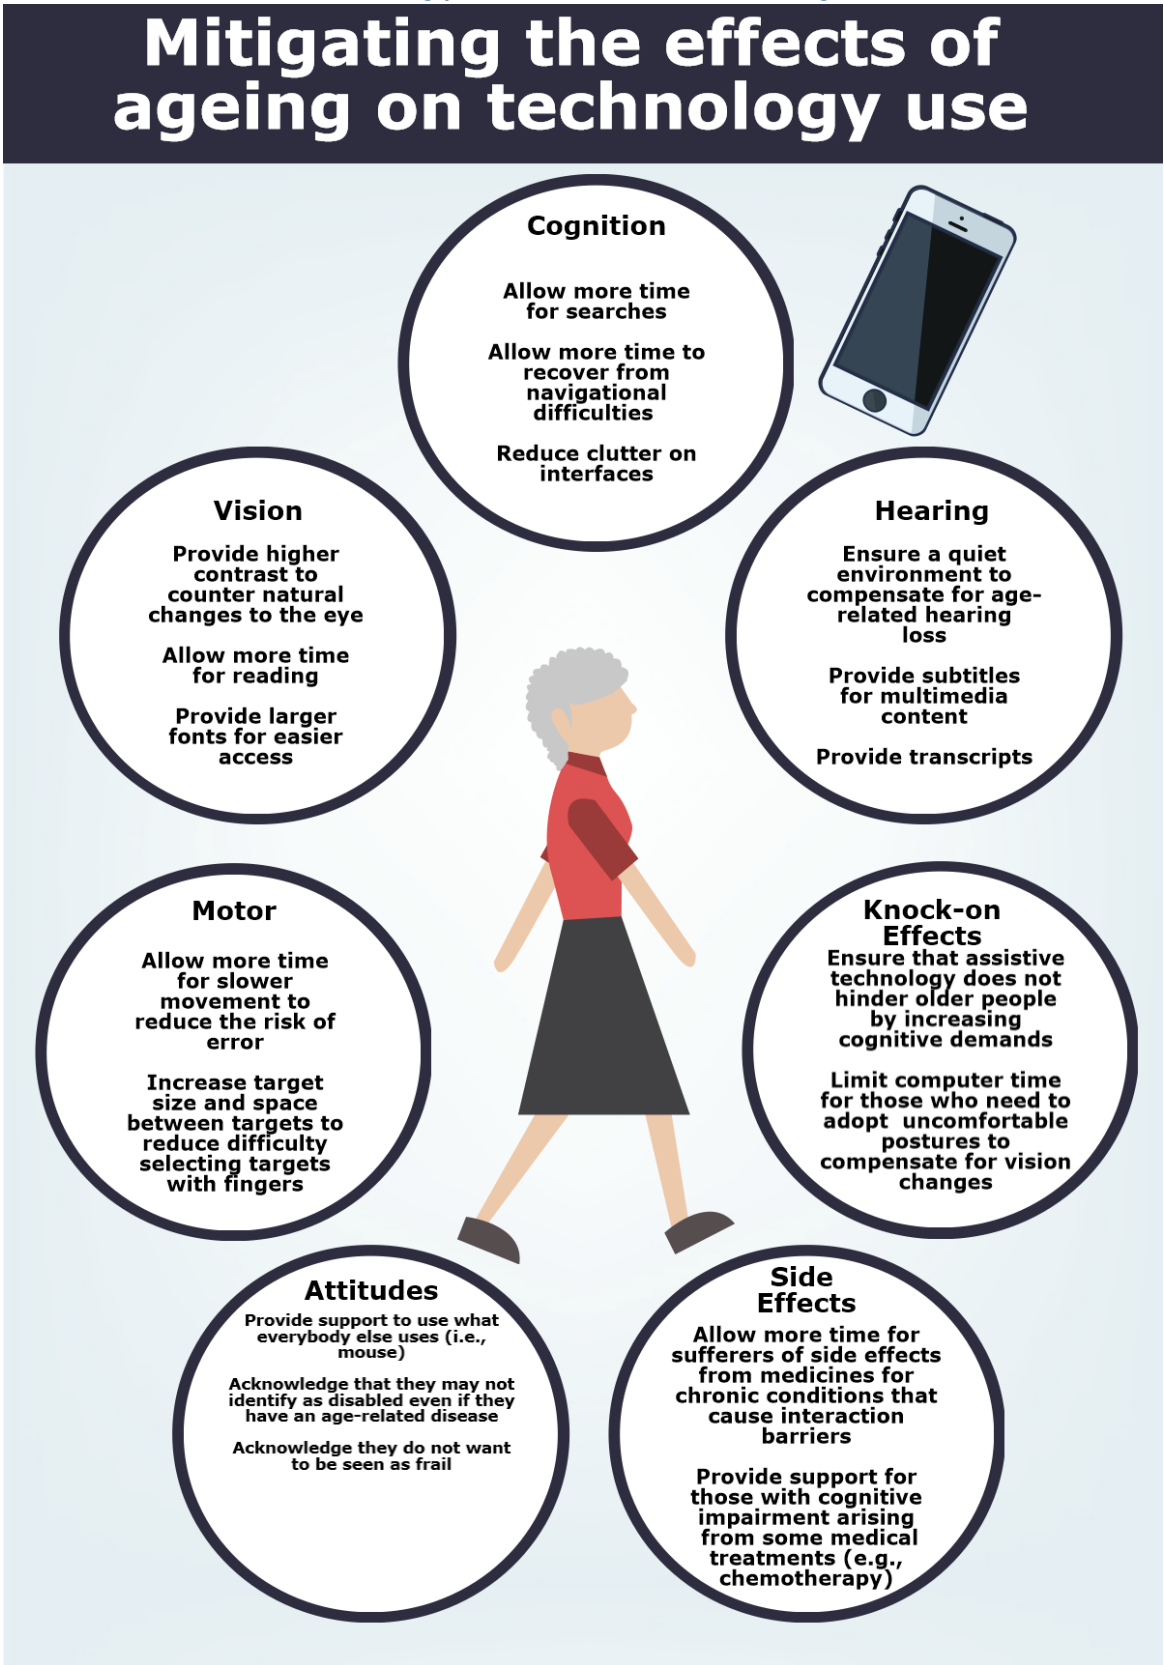 Mitigating the effects of
ageing on technology use
Cognition
Allow more time
for searches
Allow more time to
recover from
navigational
difficulties
Reduce clutter on
interfaces
Vision
Provide higher
contrast to
counter natural
changes to the eye
Allow more time
for reading
Provide larger
fonts for easier
access
Hearing
Ensure a quiet
environment to
compensate for age-
related hearing
loss
Provide subtitles
for multimedia
content
Provide transcripts
Motor
Allow more time
for slower
movement to
reduce the risk of
error
Increase target
size and space
between targets to
reduce difficulty
selecting targets
with fingers
Knock-on
Effects
Ensure that assistive
technology does not
hinder older people
by increasing
cognitive demands
Limit computer time
for those who need to
adopt uncomfortable
postures to
compensate for vision
changes
Attitudes
Provide support to use what
everybody else uses (i.e.,
mouse)
Acknowledge that they may not
identify as disabled even if they
have an age-related disease
Acknowledge they do not want
to be seen as frail
Side
Effects
Allow more time for
sufferers of side effects
from medicines for
chronic conditions that
cause interaction
barriers
Provide support for
those with cognitive
impairment arising
from some medical
treatments (e.g.,
chemotherapy)